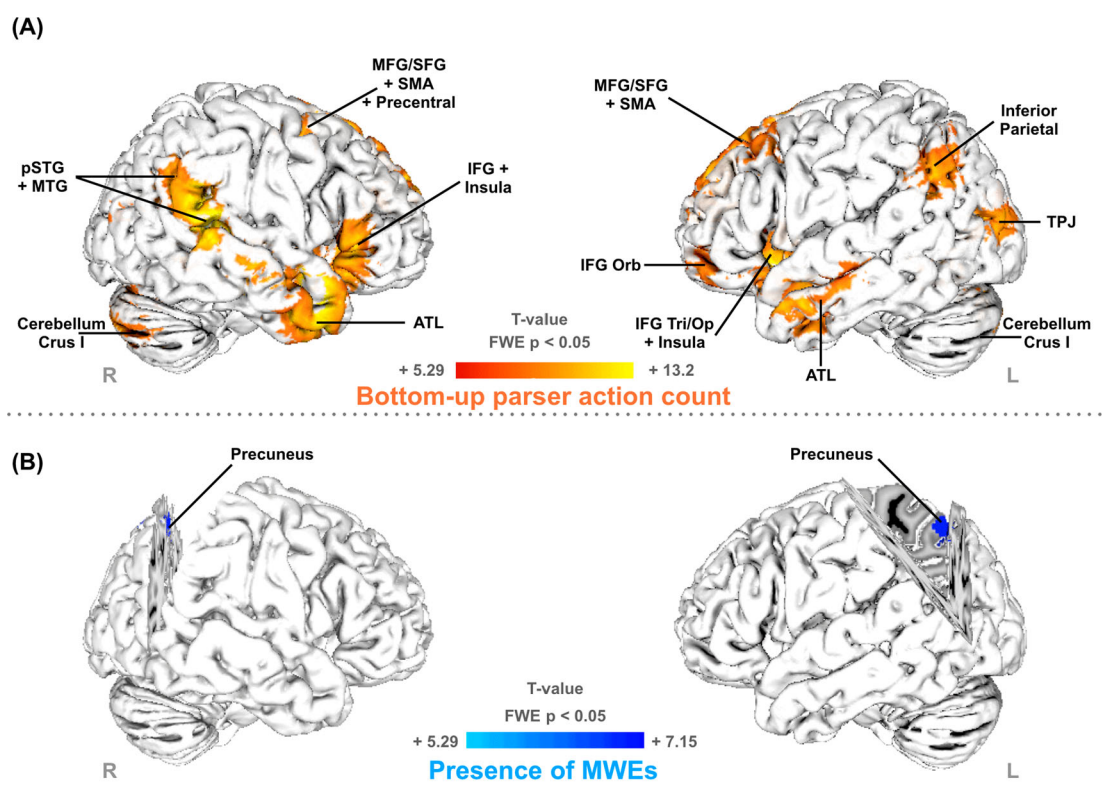 (A)
MFG/SFG
+ SMA
+ Precentral
pSTG
+ MTG
IFG +
Insula
Cerebellum
Crus I
ATL
R
MFG/SFG
+ SMA
Inferior
Parietal
TPJ
IFG Orb
IFG Tri/Op
+ Insula
ATL
Cerebellum
Crus I
L
T-value
FWE p < 0.05
+ 5.29
+ 13.2
Bottom-up parser action count
(B)
Precuneus
Precuneus
R
L
T-value
FWE p < 0.05
+ 5.29
+ 7.15
Presence of MWEs